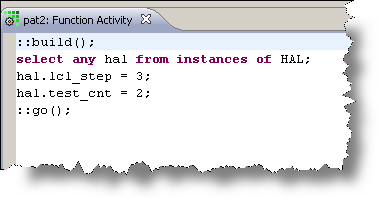 pat2: Function Activity
::build();
select any hal from instances of HAL;
hal.lcl_step = 3;
hal.test_cnt = 2;
::go();